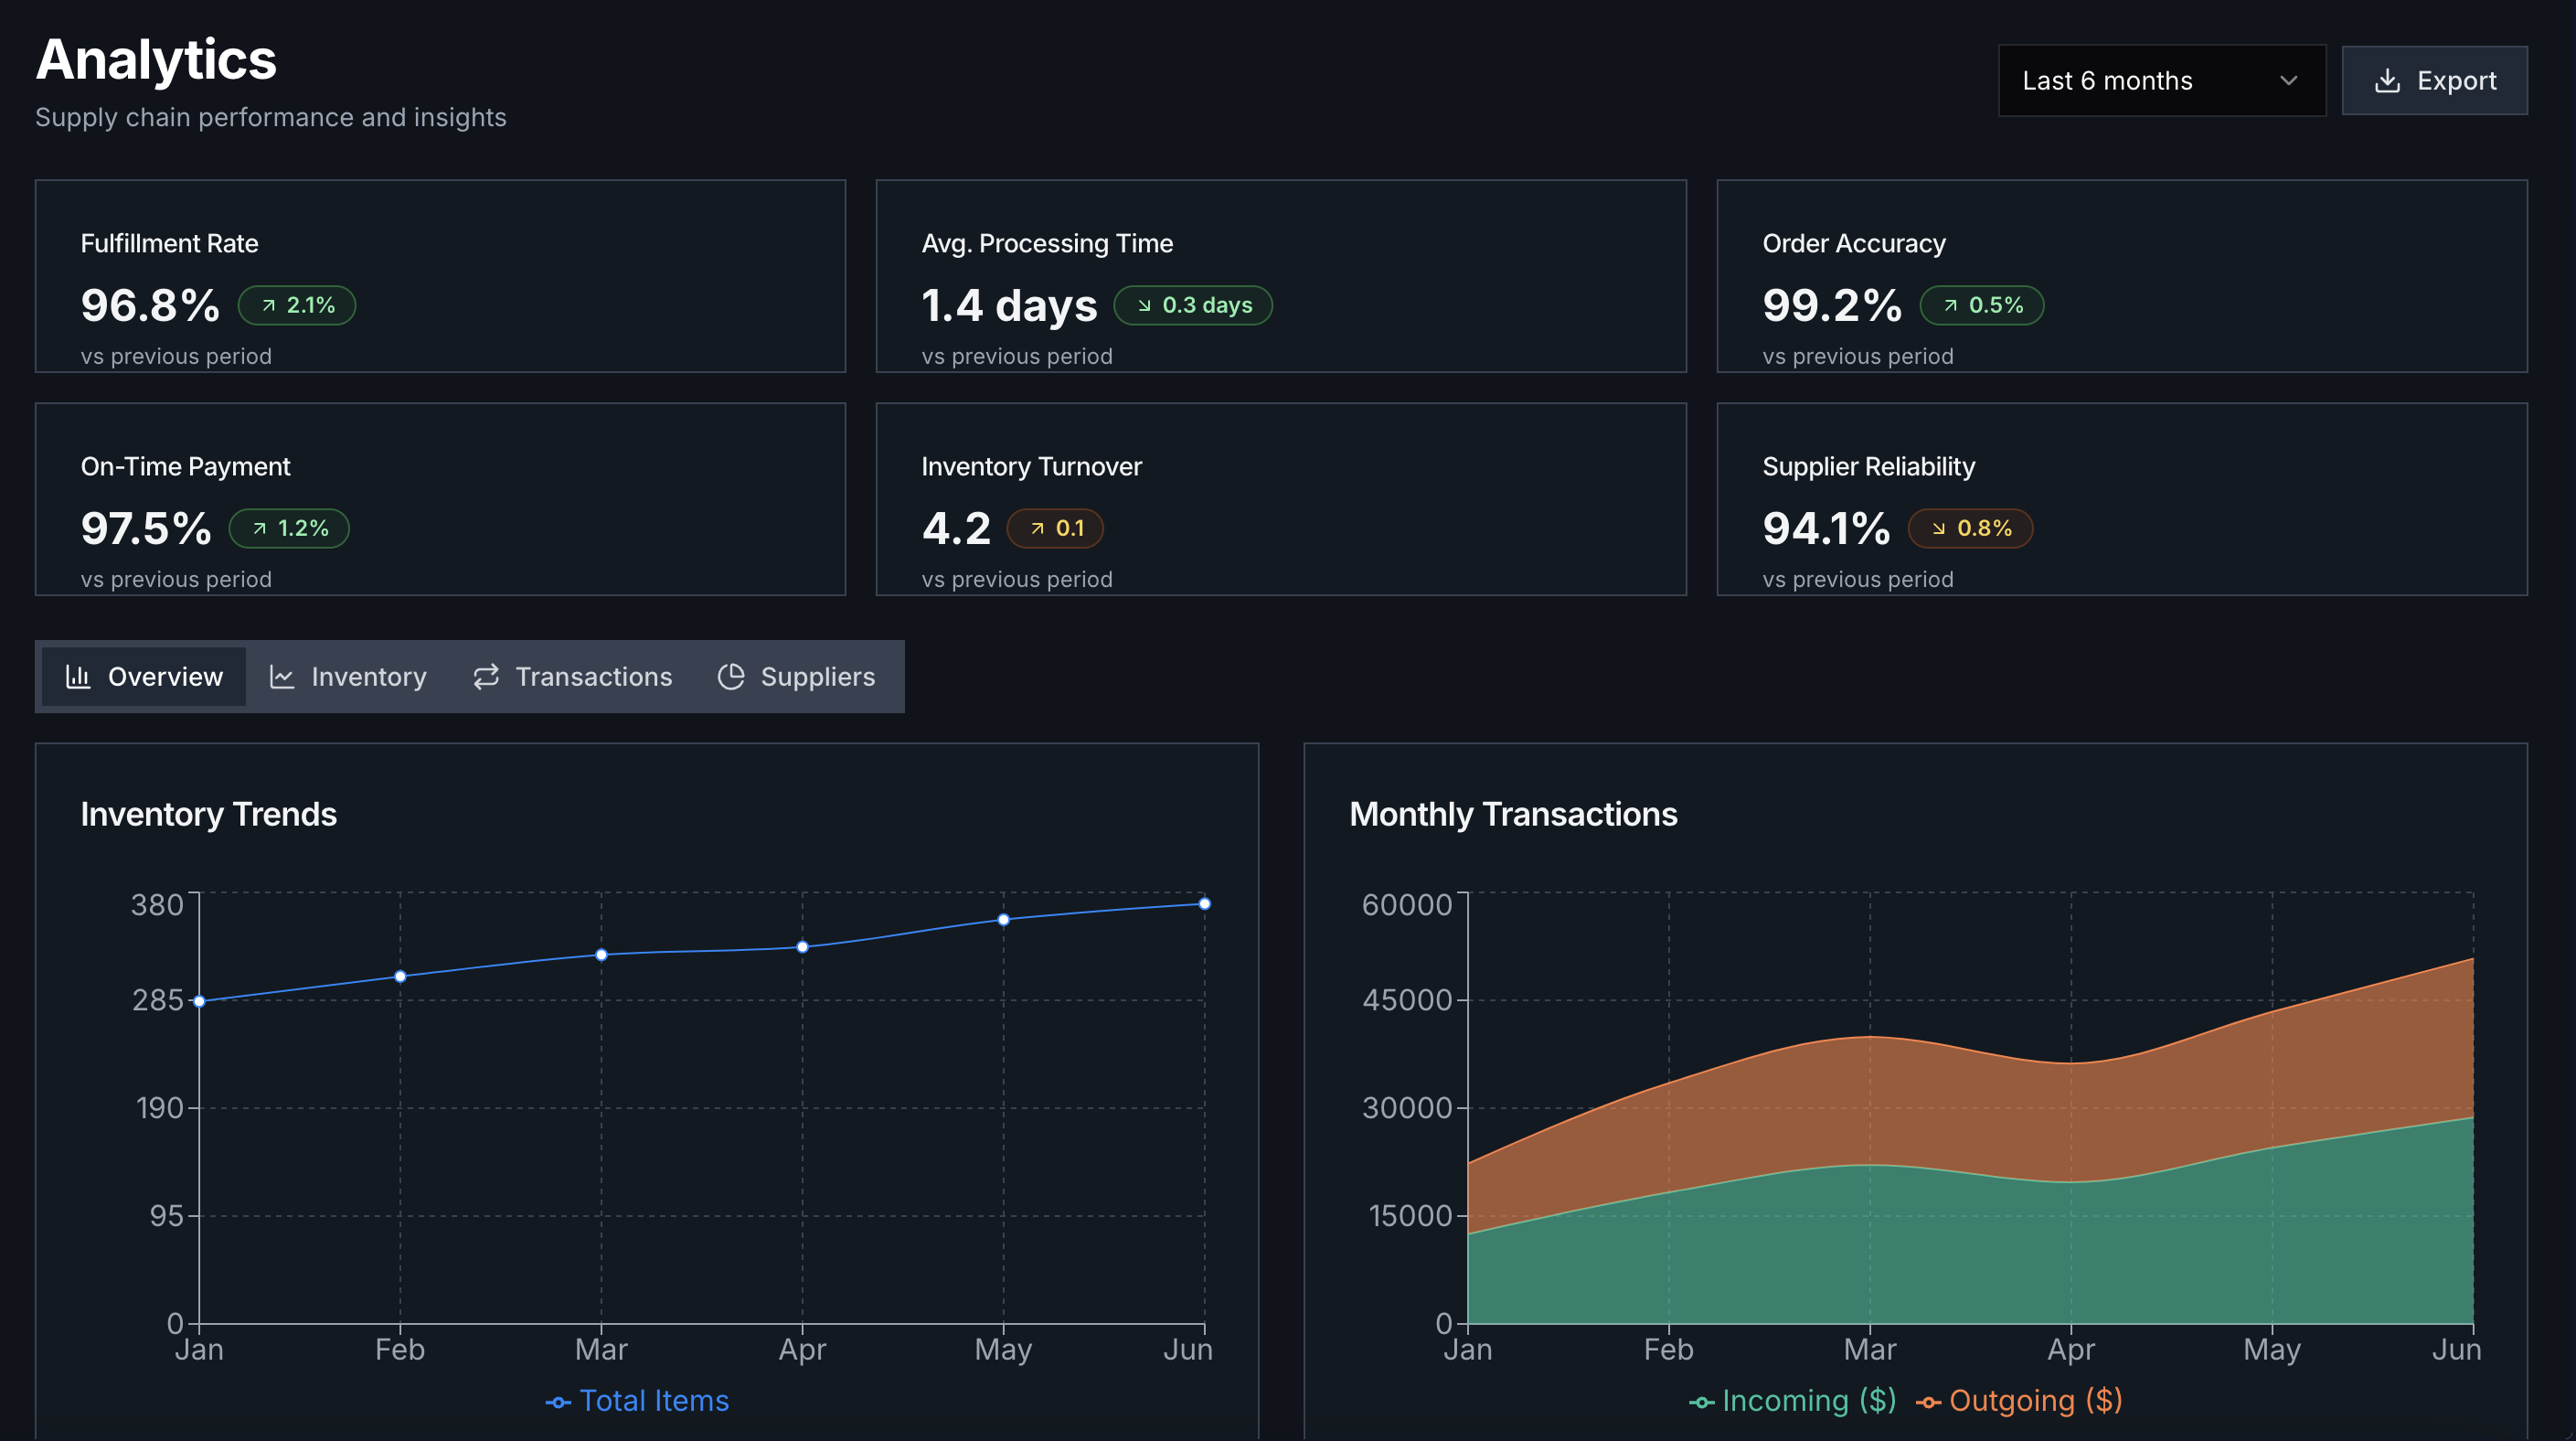 Analytics
Supply chain performance and insights
Last 6 months
Export
Fulfillment Rate
96.8% 2.1%
vs previous period
Avg. Processing Time
1.4 days 0.3 days
vs previous period
Order Accuracy
99.2% 0.5%
vs previous period
On-Time Payment
97.5% 1.2%
vs previous period
Inventory Turnover
4.2 0.1
vs previous period
Supplier Reliability
94.1% 0.8%
vs previous period
Overview Inventory Transactions Suppliers
Inventory Trends
380
285
190
95
0
Jan Feb Mar Apr May Jun
Total Items
Monthly Transactions
60000
45000
30000
15000
0
Jan Feb Mar Apr May Jun
Incoming ($) Outgoing ($)